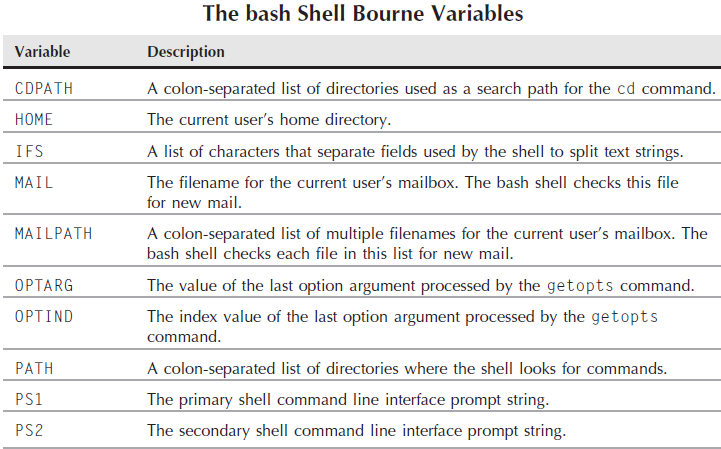 The bash Shell Bourne Variables
Variable Description
CDPATH A colon-separated list of directories used as a search path for the cd command.
HOME The current user’s home directory.
IFS A list of characters that separate fields used by the shell to split text strings.
MAIL The filename for the current user’s mailbox. The bash shell checks this file
for new mail.
MAILPATH A colon-separated list of multiple filenames for the current user’s mailbox. The
bash shell checks each file in this list for new mail.
OPTARG The value of the last option argument processed by the getopts command.
OPTIND The index value of the last option argument processed by the getopts
command.
PATH A colon-separated list of directories where the shell looks for commands.
PS1 The primary shell command line interface prompt string.
PS2 The secondary shell command line interface prompt string.